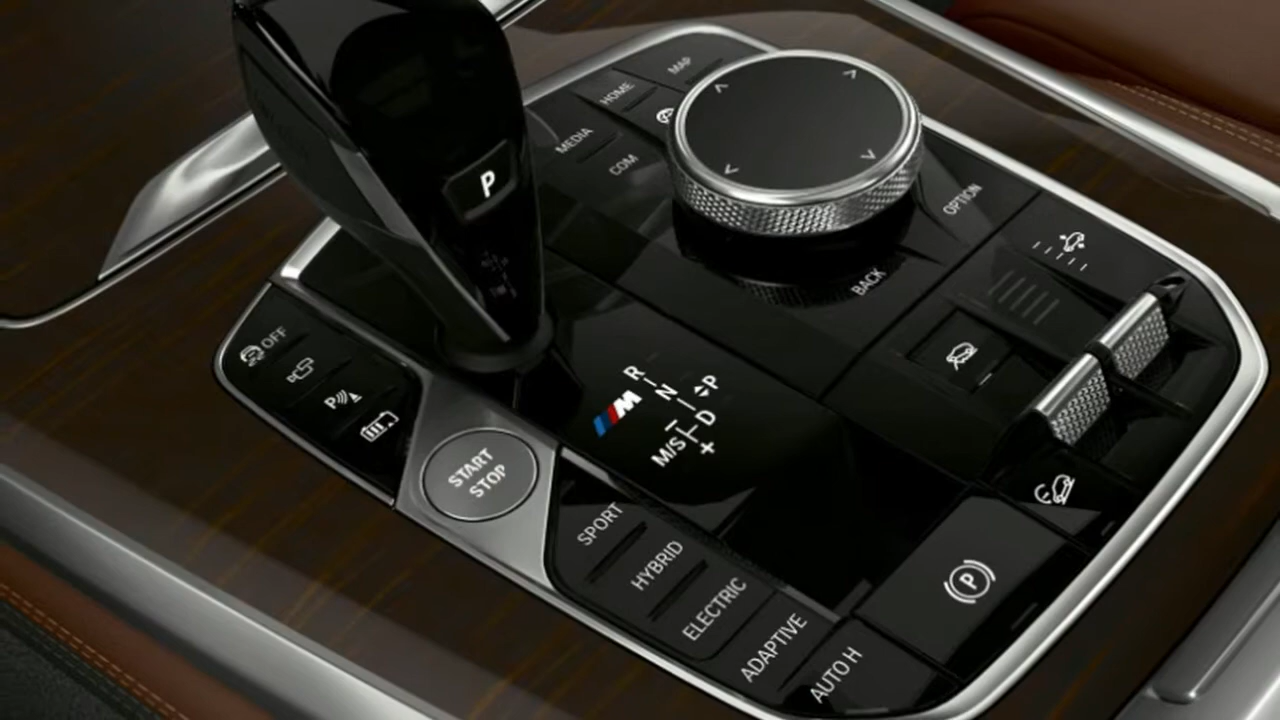 MAP
HOME
MEDIA
COM
P
OPTION
BACK
OFF
P
R
N
P
M
D
M/S
+
START
STOP
SPORT
HYBRID
ELECTRIC
ADAPTIVE
AUTO H
P